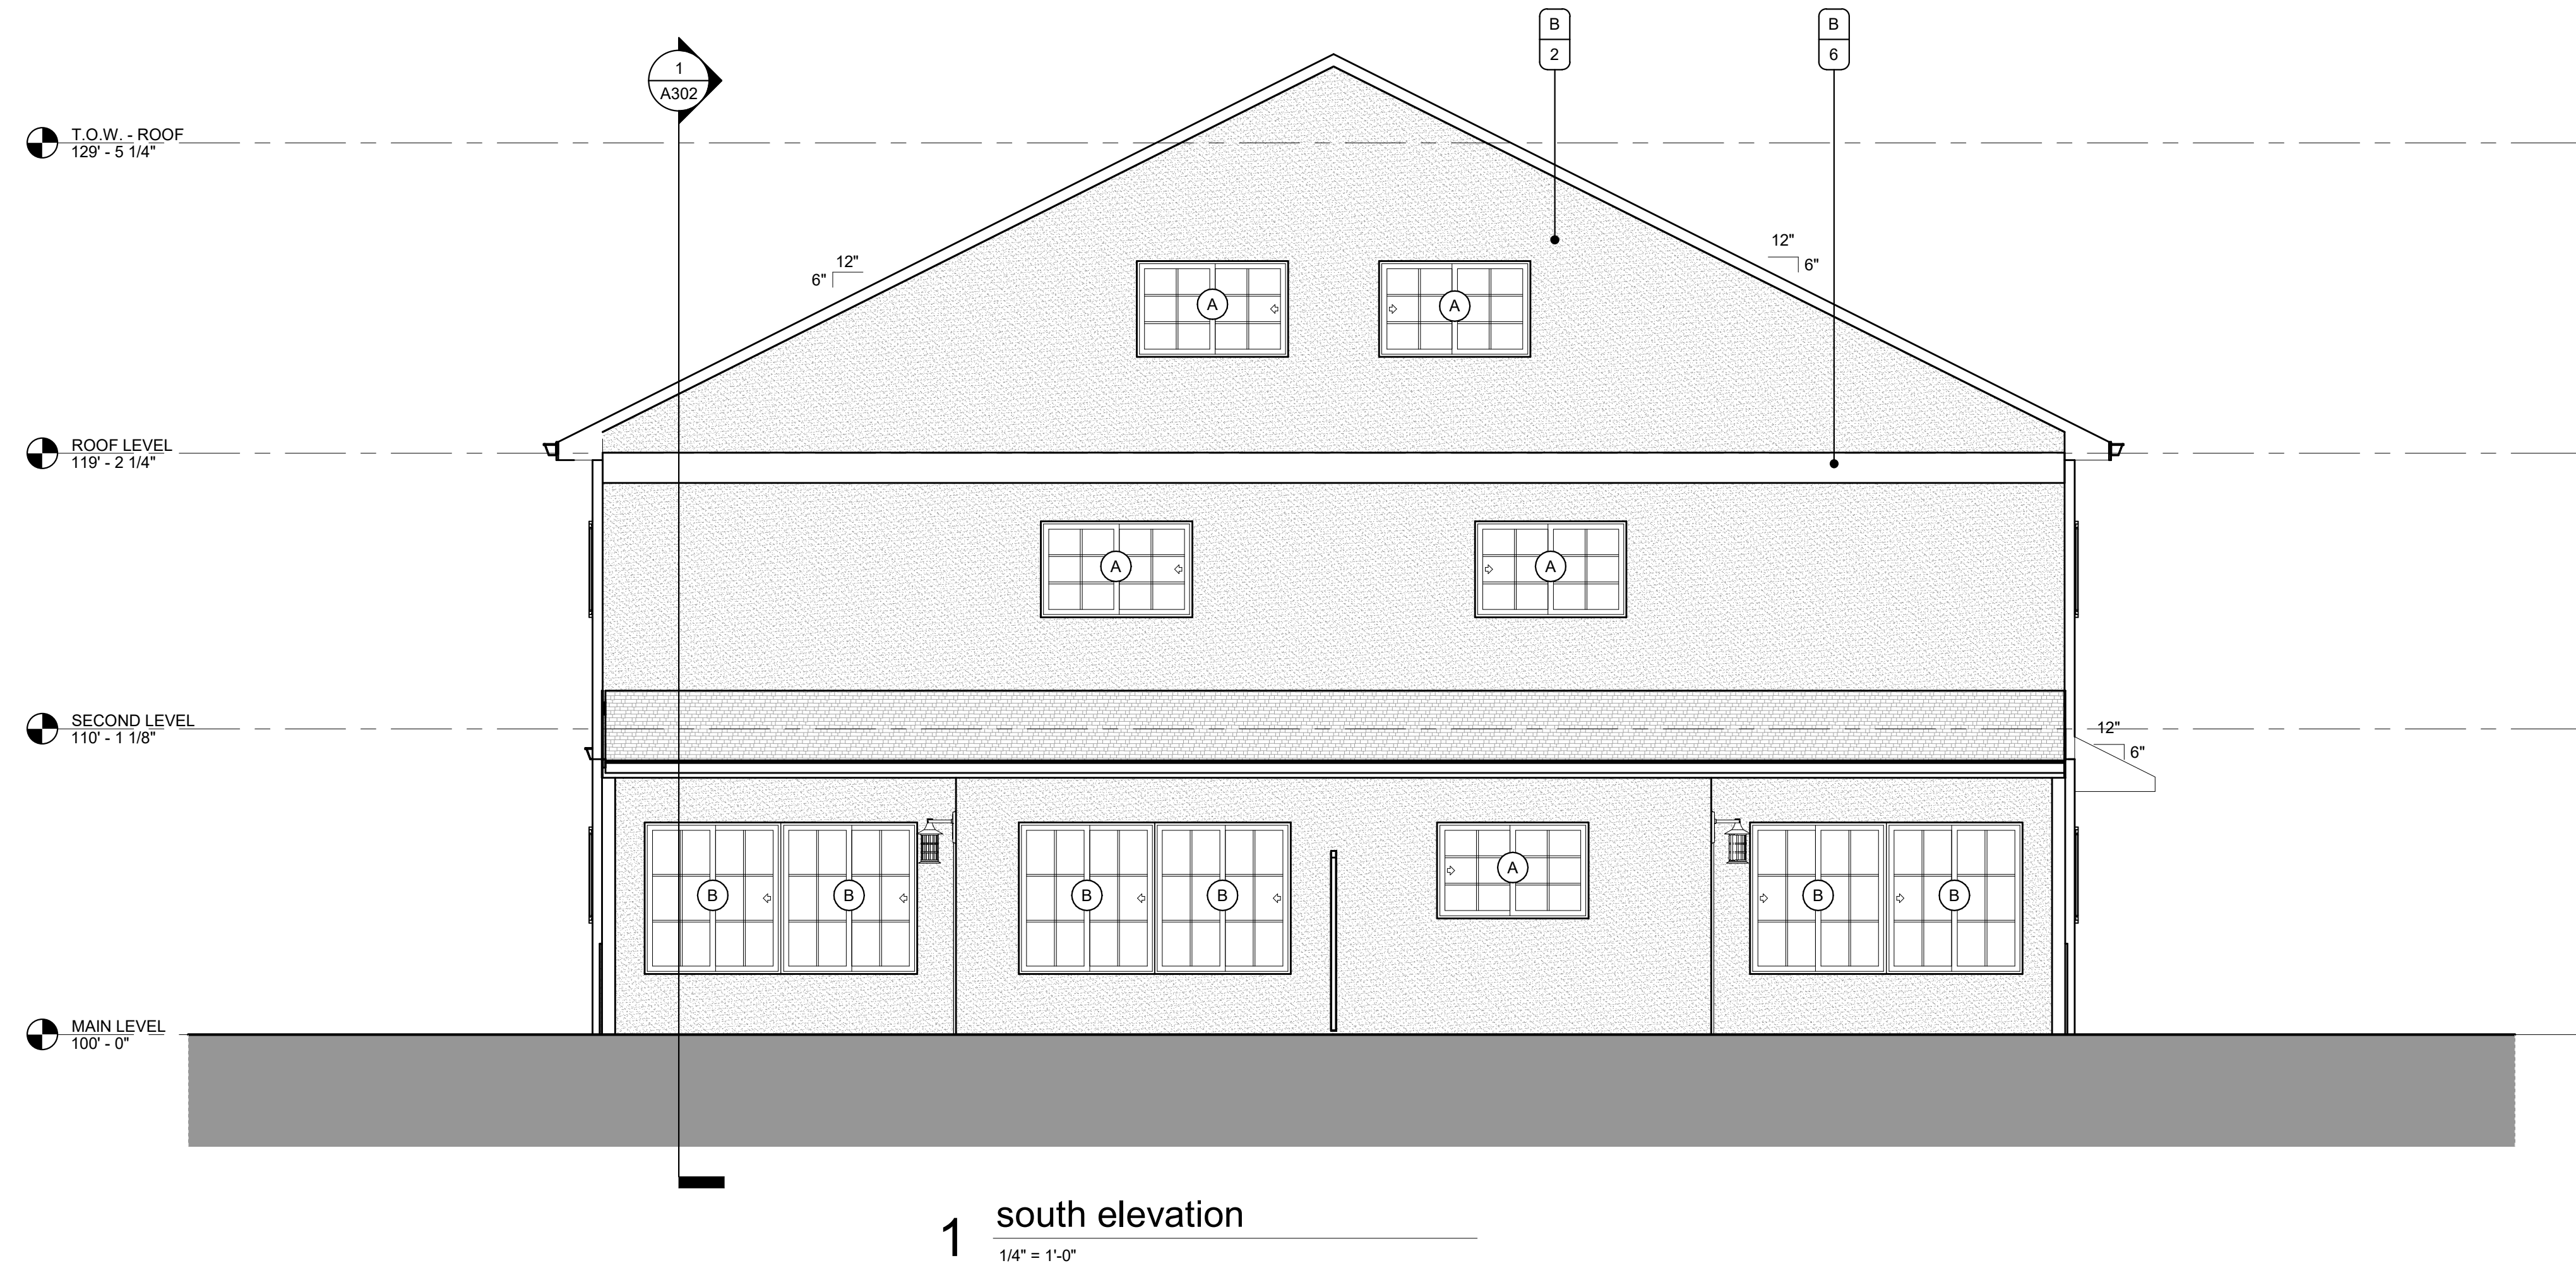 1
A302
B
2
B
6
T.O.W. - ROOF
129' - 5 1/4"
12"
6"
12"
6"
A
A
ROOF LEVEL
119' - 2 1/4"
A
A
SECOND LEVEL
110' - 1 1/8"
12"
6"
B
B
B
B
A
B
B
MAIN LEVEL
100' - 0"
1
south elevation
1/4" = 1'-0"